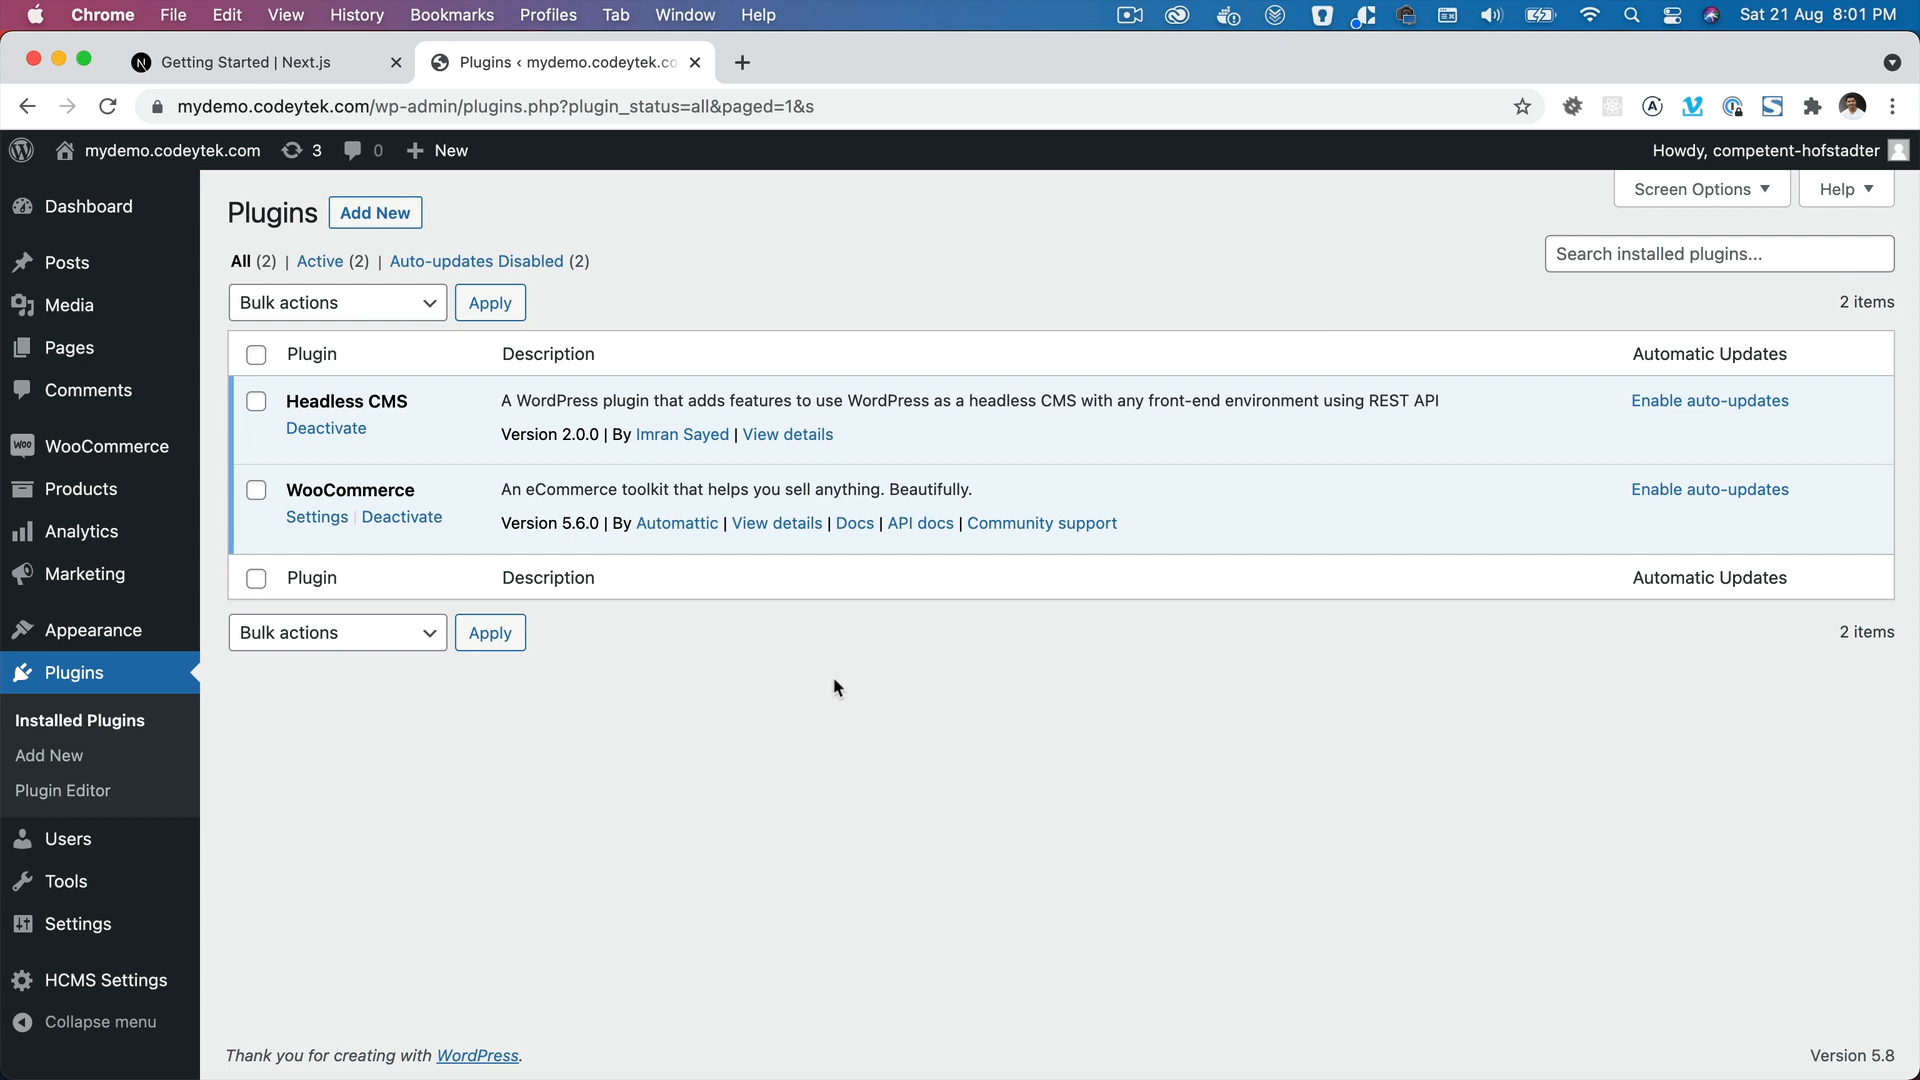 Chrome File Edit View History Bookmarks Profiles Tab Window Help Sat 21 Aug 8:01 PM
Getting Started | Next.js
Plugins ‹ mydemo.codeytek.co
mydemo.codeytek.com/wp-admin/plugins.php?plugin_status=all&paged=1&s
mydemo.codeytek.com 3 0 New Howdy, competent-hofstadter
Dashboard
Posts
Media
Pages
Comments
Woo WooCommerce
Products
Analytics
Marketing
Appearance
Plugins
Installed Plugins
Add New
Plugin Editor
Users
Tools
Settings
HCMS Settings
Collapse menu
Screen Options Help
Plugins Add New
All (2) | Active (2) | Auto-updates Disabled (2)
Search installed plugins...
Bulk actions Apply 2 items
Plugin Description Automatic Updates
Headless CMS A WordPress plugin that adds features to use WordPress as a headless CMS with any front-end environment using REST API Enable auto-updates
Deactivate Version 2.0.0 | By Imran Sayed | View details
WooCommerce An eCommerce toolkit that helps you sell anything. Beautifully. Enable auto-updates
Settings | Deactivate Version 5.6.0 | By Automattic | View details | Docs | API docs | Community support
Plugin Description Automatic Updates
Bulk actions Apply 2 items
Thank you for creating with WordPress. Version 5.8